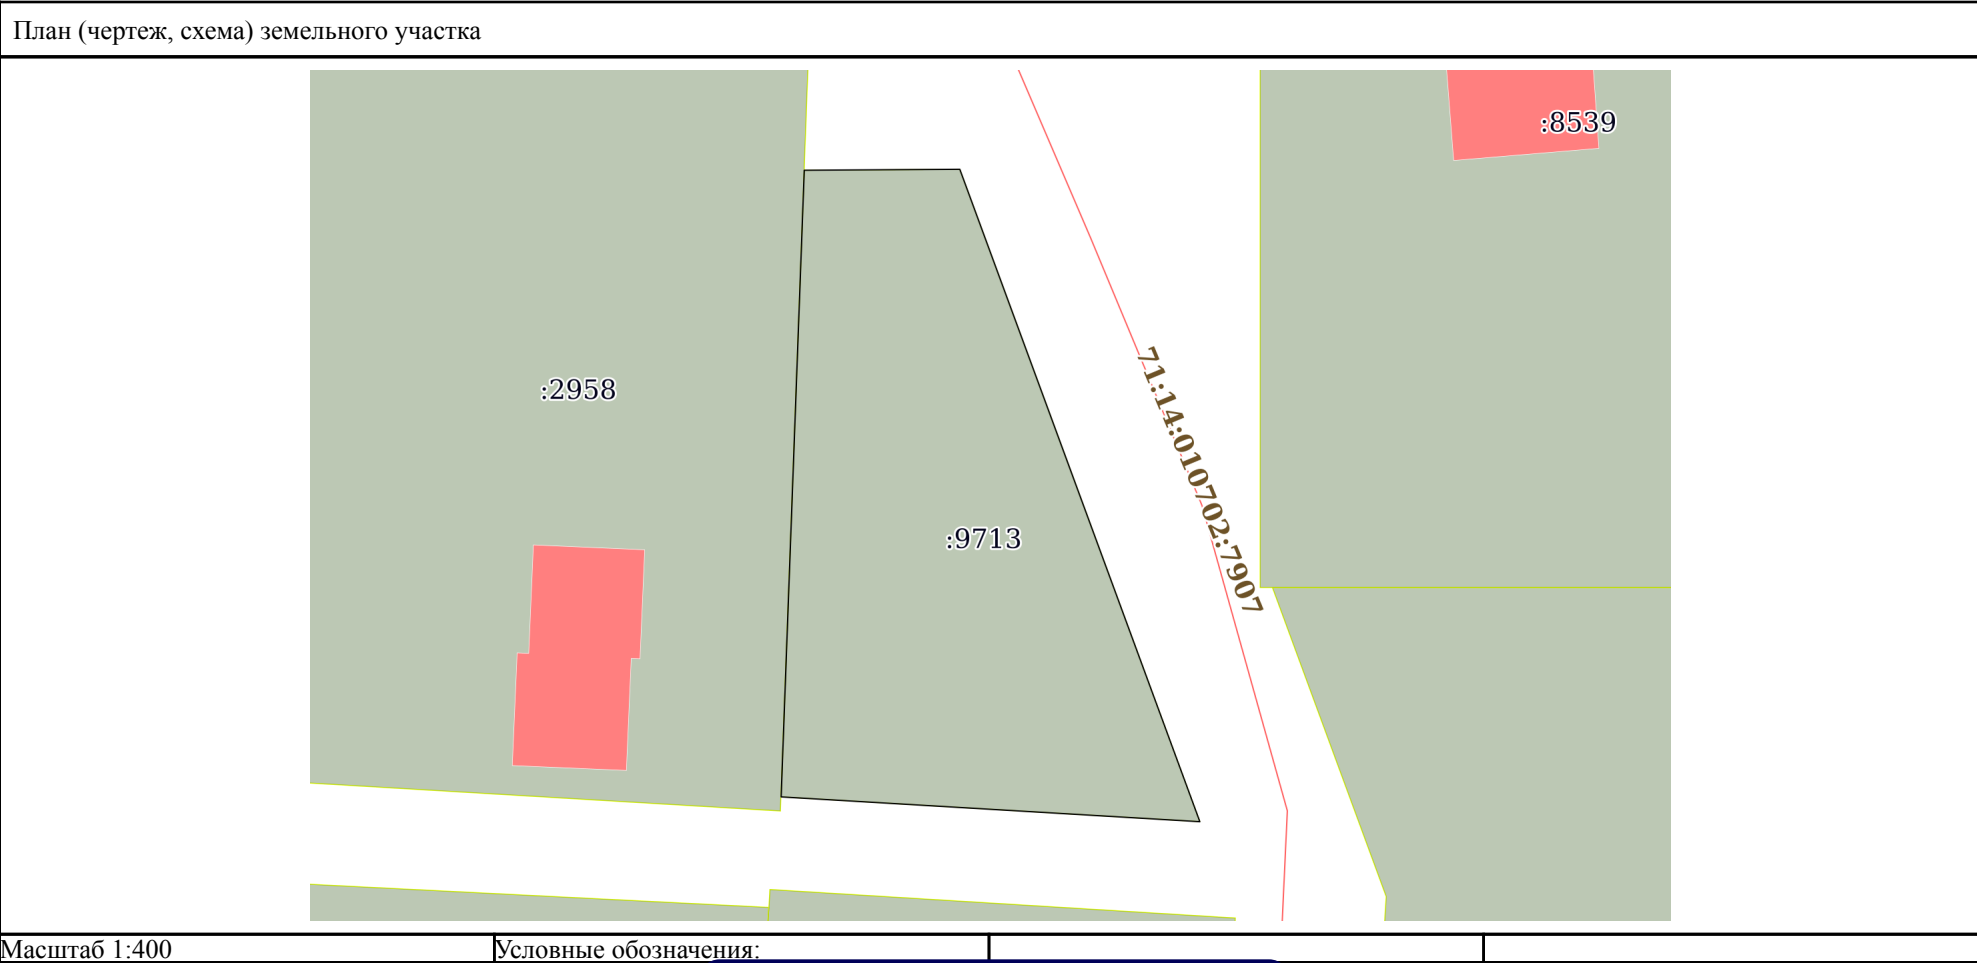 План (чертеж, схема) земельного участка
:8539
:2958
71:14:010702:7907
:9713
Масштаб 1:400
Условные обозначения: